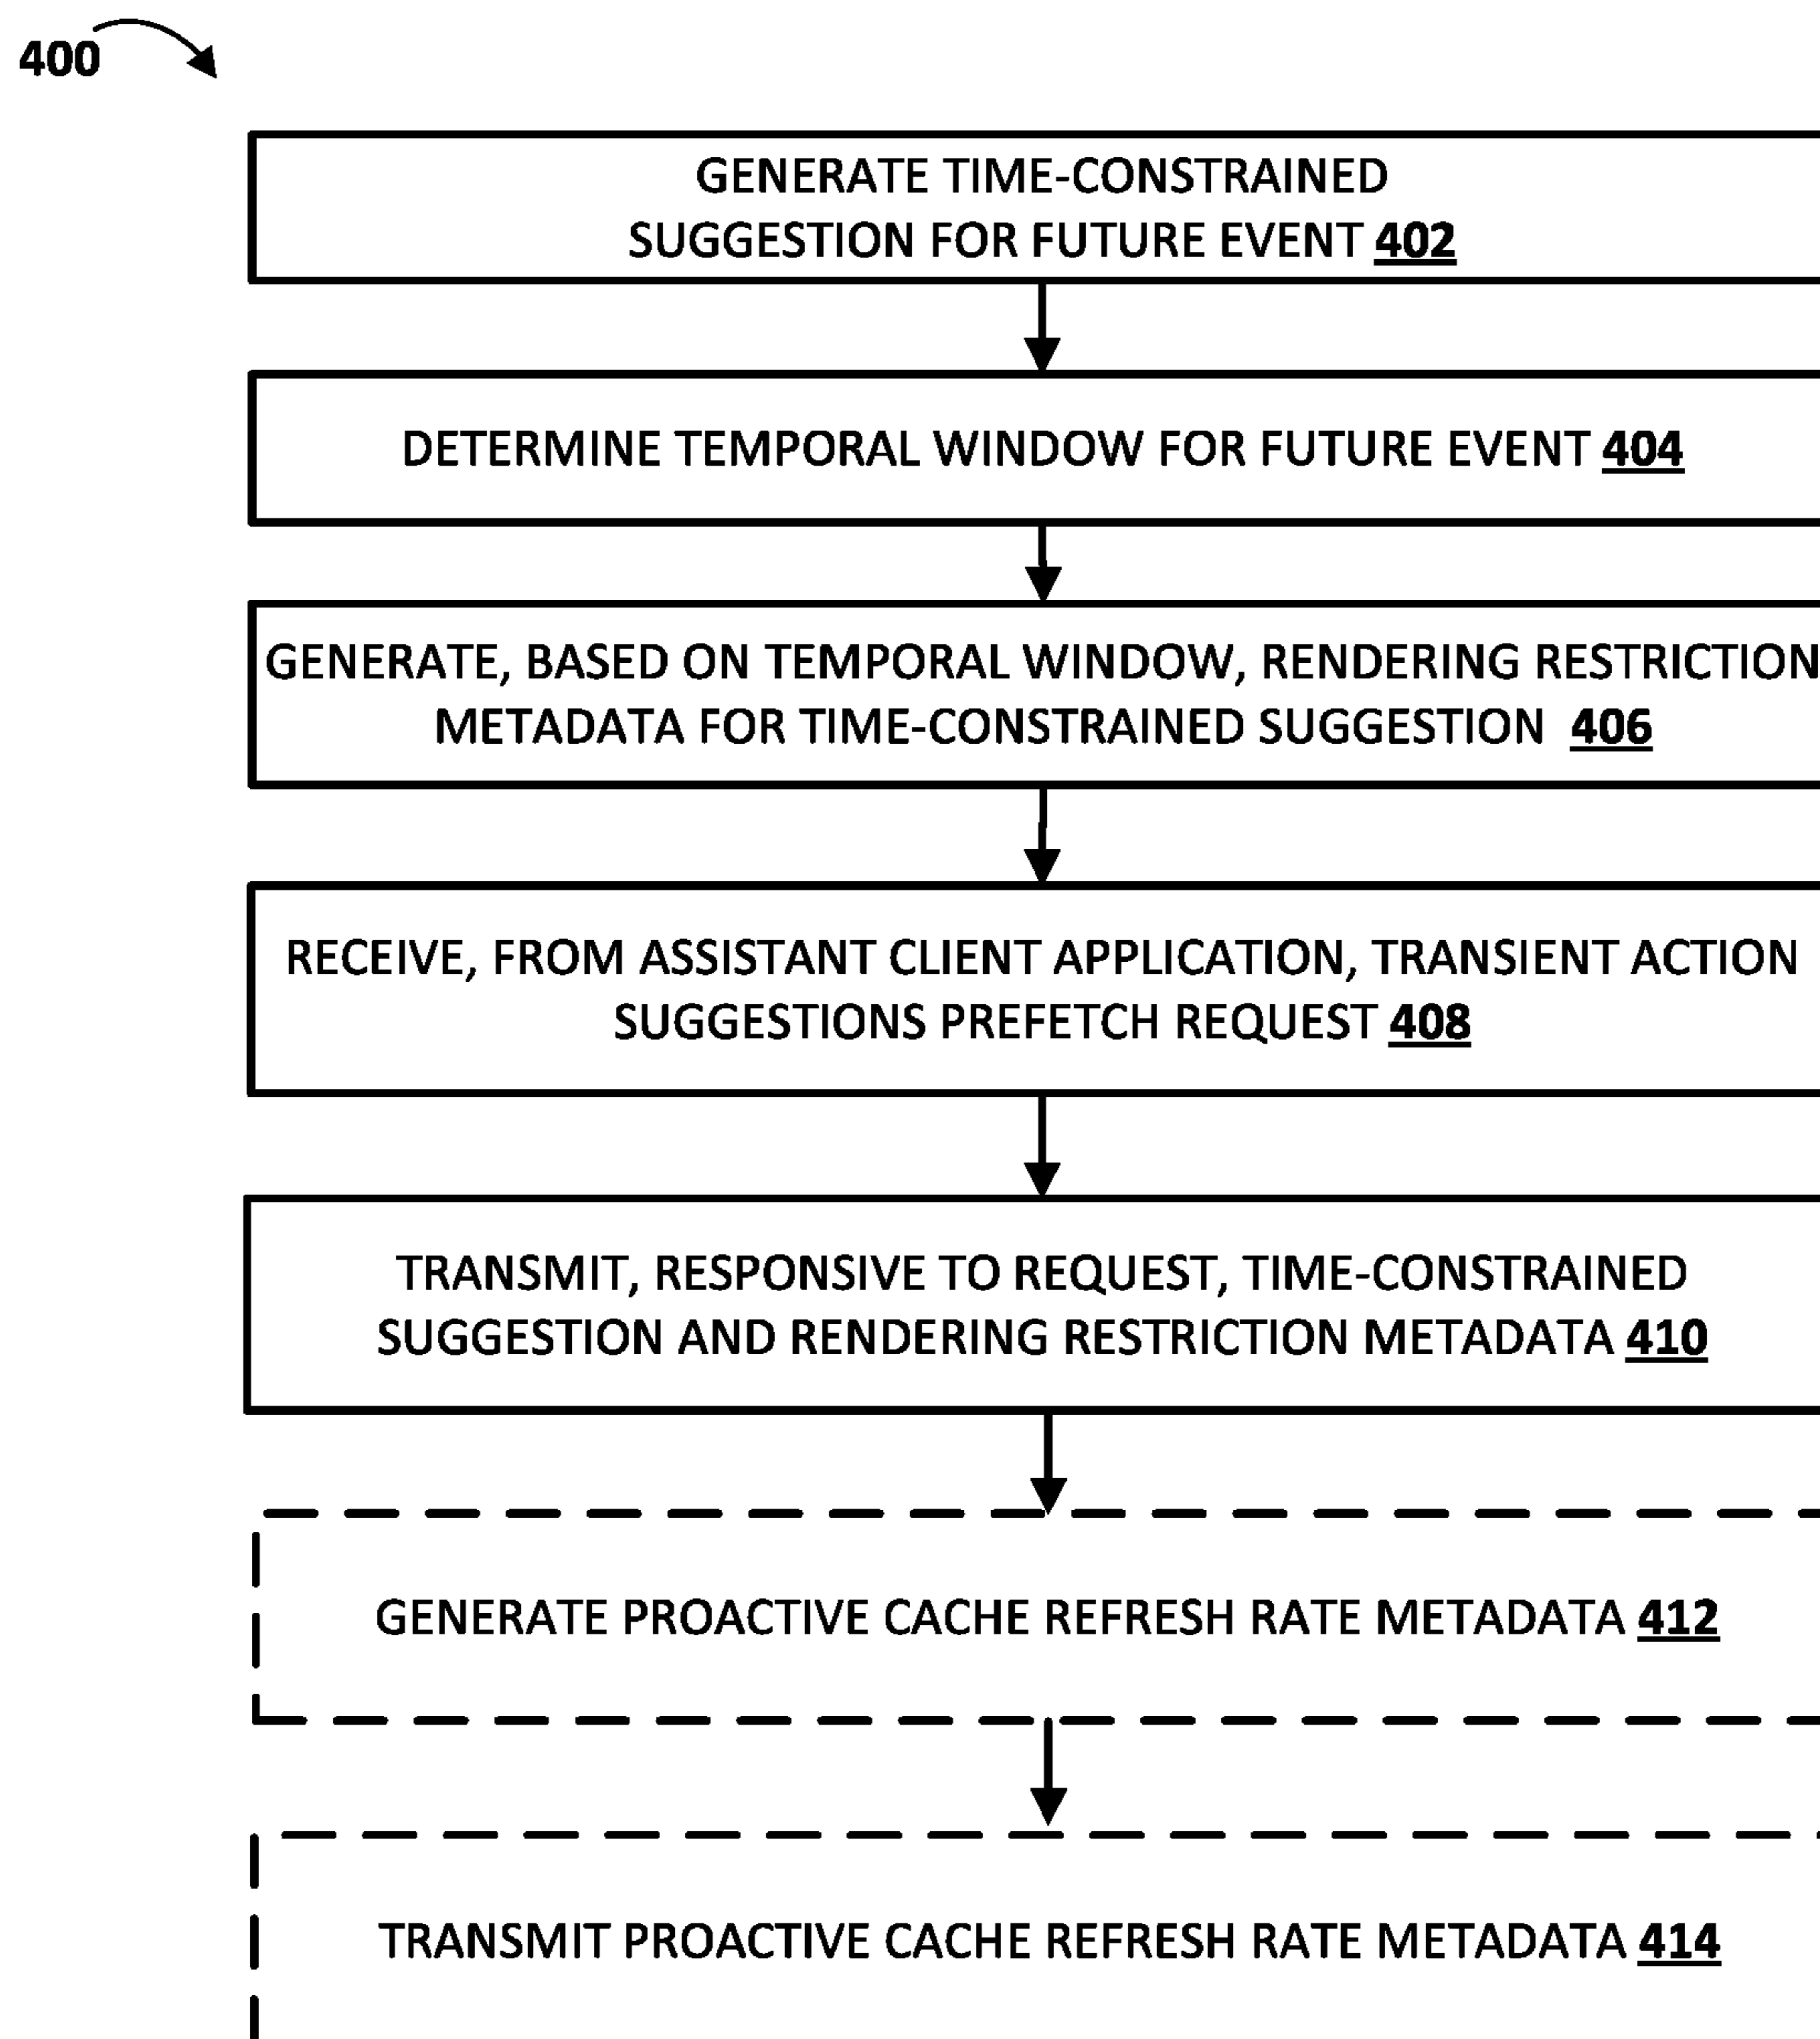 400
GENERATE TIME-CONSTRAINED
SUGGESTION FOR FUTURE EVENT 402
DETERMINE TEMPORAL WINDOW FOR FUTURE EVENT 404
GENERATE, BASED ON TEMPORAL WINDOW, RENDERING RESTRICTION
METADATA FOR TIME-CONSTRAINED SUGGESTION 406
RECEIVE, FROM ASSISTANT CLIENT APPLICATION, TRANSIENT ACTION
SUGGESTIONS PREFETCH REQUEST 408
TRANSMIT, RESPONSIVE TO REQUEST, TIME-CONSTRAINED
SUGGESTION AND RENDERING RESTRICTION METADATA 410
GENERATE PROACTIVE CACHE REFRESH RATE METADATA 412
TRANSMIT PROACTIVE CACHE REFRESH RATE METADATA 414